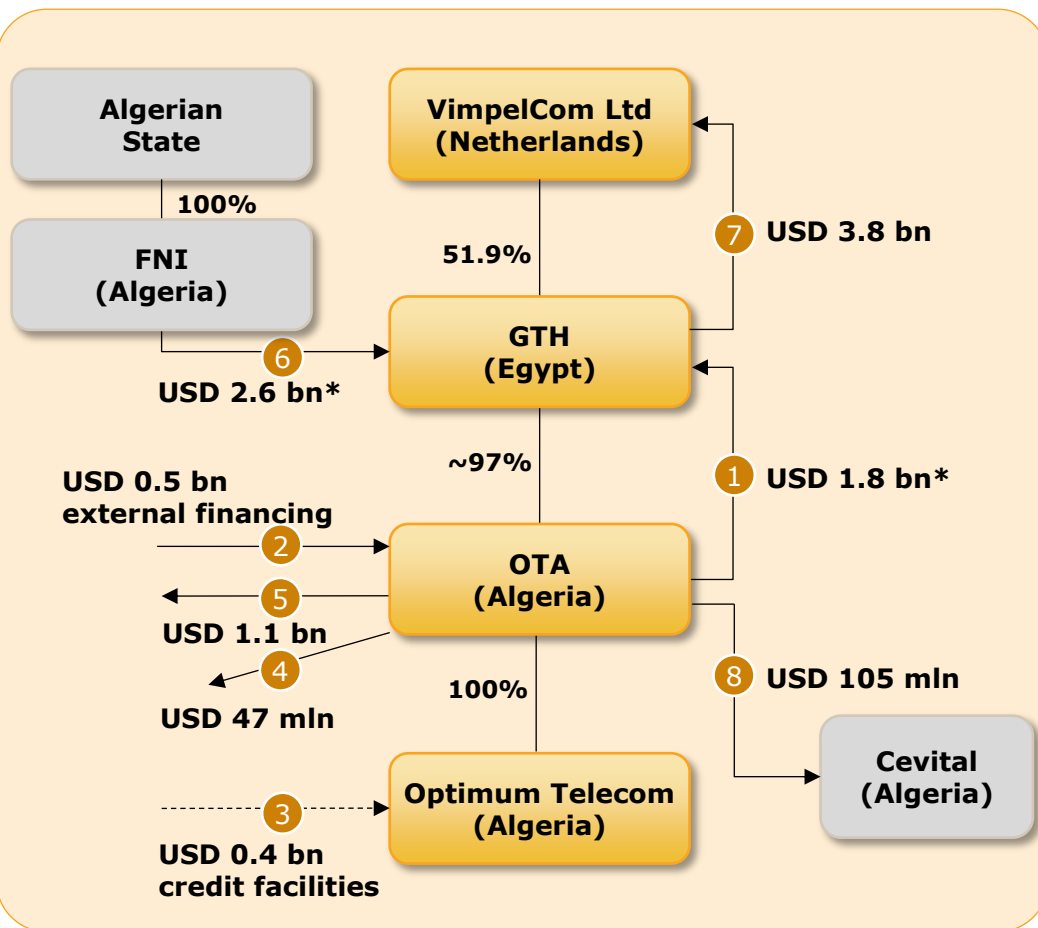 Algerian
State
VimpelCom Ltd
(Netherlands)
100%
FNI
(Algeria)
51.9%
7
USD 3.8 bn
GTH
(Egypt)
6
USD 2.6 bn*
~97%
1
USD 1.8 bn*
USD 0.5 bn
external financing
2
OTA
(Algeria)
5
USD 1.1 bn
4
USD 47 mln
100%
8
USD 105 mln
Cevital
(Algeria)
Optimum Telecom
(Algeria)
3
USD 0.4 bn
credit facilities